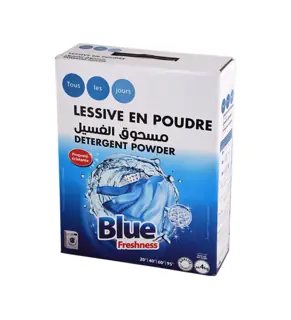 Tous les jours
LESSIVE EN POUDRE
مسحوق الغسيل
DETERGENT POWDER
Blue
Freshness